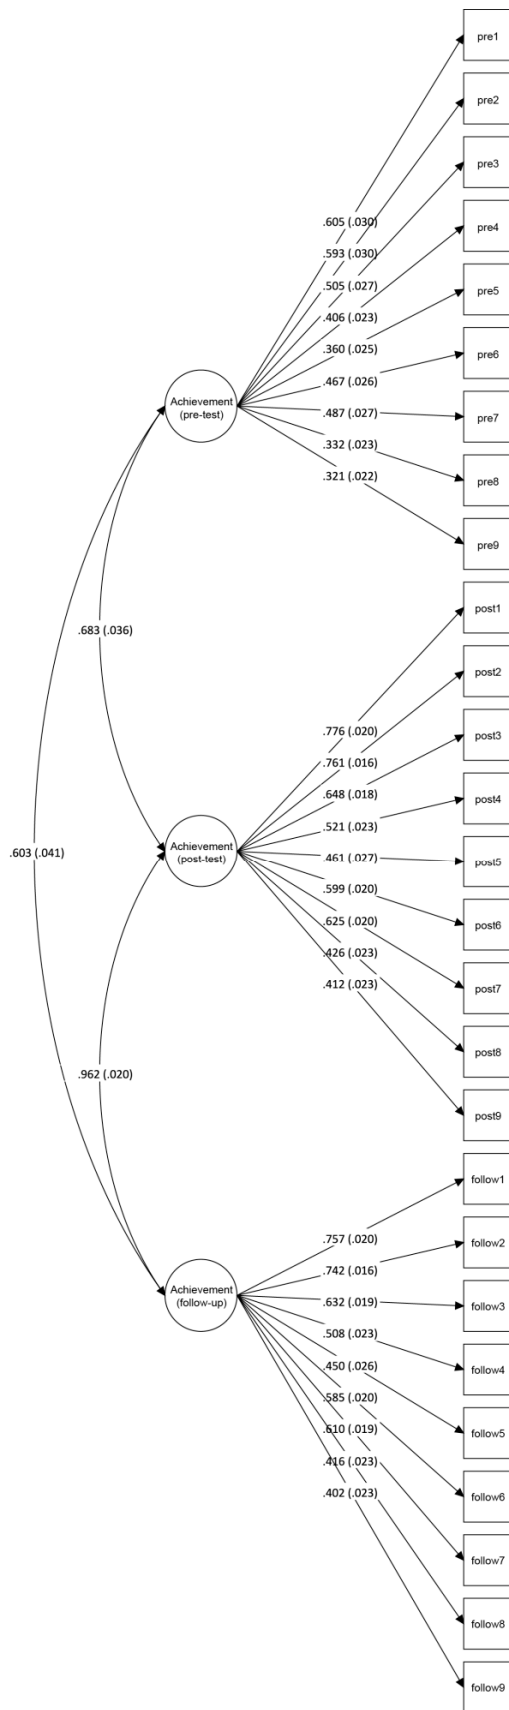 pre1
pre2
pre3
pre4
pre5
pre6
pre7
pre8
pre9
.605 (.030)
.593 (.030)
.505 (.027)
.406 (.023)
.360 (.025)
.467 (.026)
.487 (.027)
.332 (.023)
.321 (.022)
Achievement
(pre-test)
.683 (.036)
post1
post2
post3
post4
post5
post6
post7
post8
post9
.776 (.020)
.761 (.016)
.648 (.018)
.521 (.023)
.461 (.027)
.599 (.020)
.625 (.020)
.426 (.023)
.412 (.023)
Achievement
(post-test)
.603 (.041)
.962 (.020)
follow1
follow2
follow3
follow4
follow5
follow6
follow7
follow8
follow9
.757 (.020)
.742 (.016)
.632 (.019)
.508 (.023)
.450 (.026)
.585 (.020)
.610 (.019)
.416 (.023)
.402 (.023)
Achievement
(follow-up)